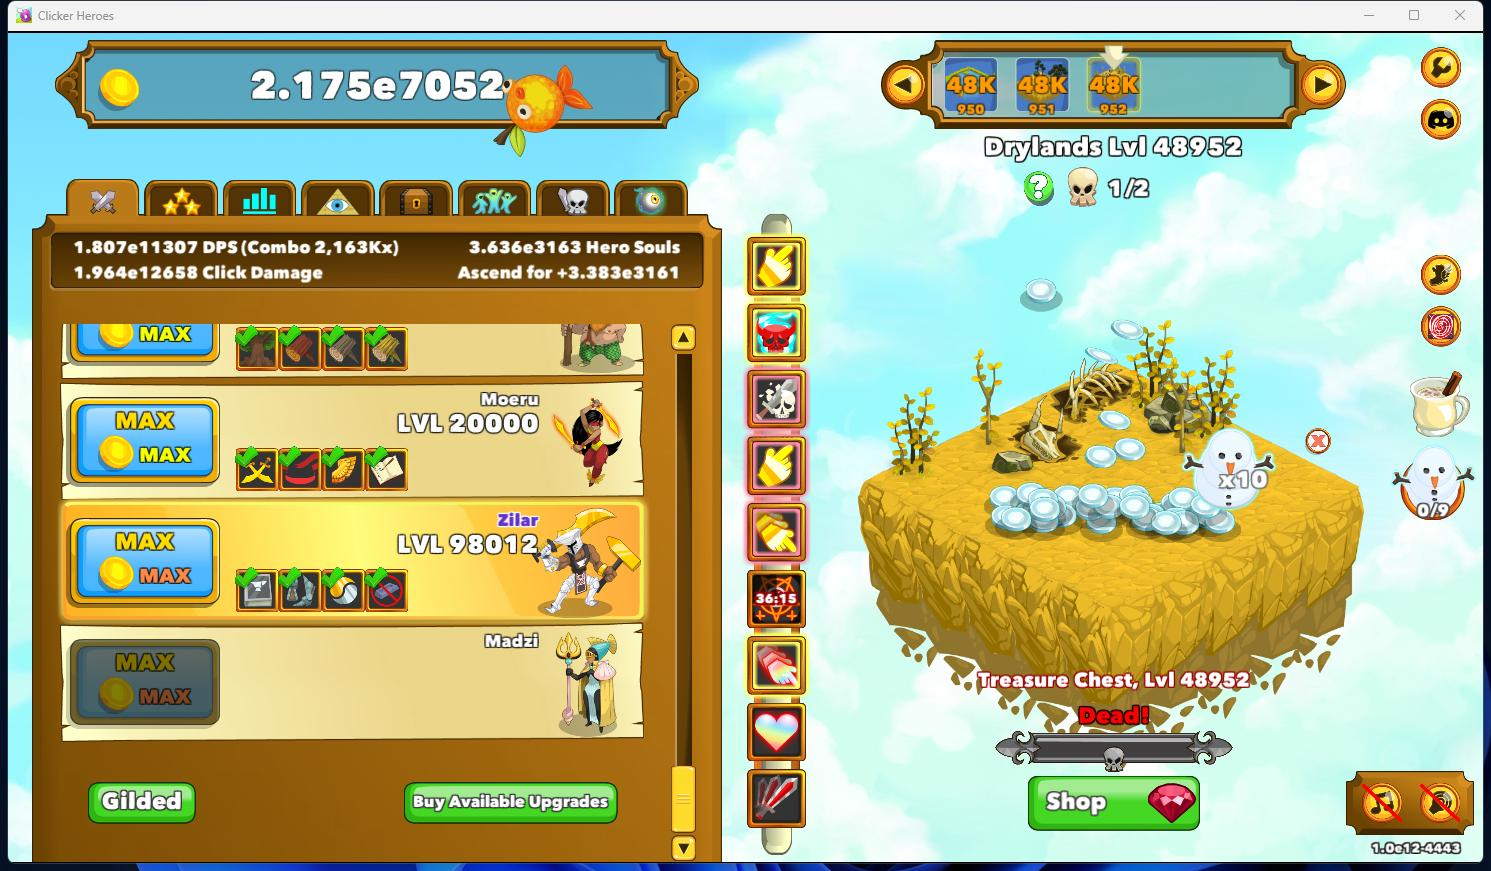 Clicker Heroes
2.175e7052
48K
950
48K
951
48K
952
Drylands Lvl 48952
1/2
1.807e11307 DPS (Combo 2,163Kx)
3.636e3163 Hero Souls
1.964e12658 Click Damage
Ascend for +3.383e3161
MAX
Moeru
LVL 20000
MAX
MAX
Zilar
LVL 98012
MAX
MAX
Madzi
MAX
MAX
Gilded
Buy Available Upgrades
36:15
x10
0/9
Treasure Chest, Lvl 48952
Dead!
Shop
1.0e12-4443